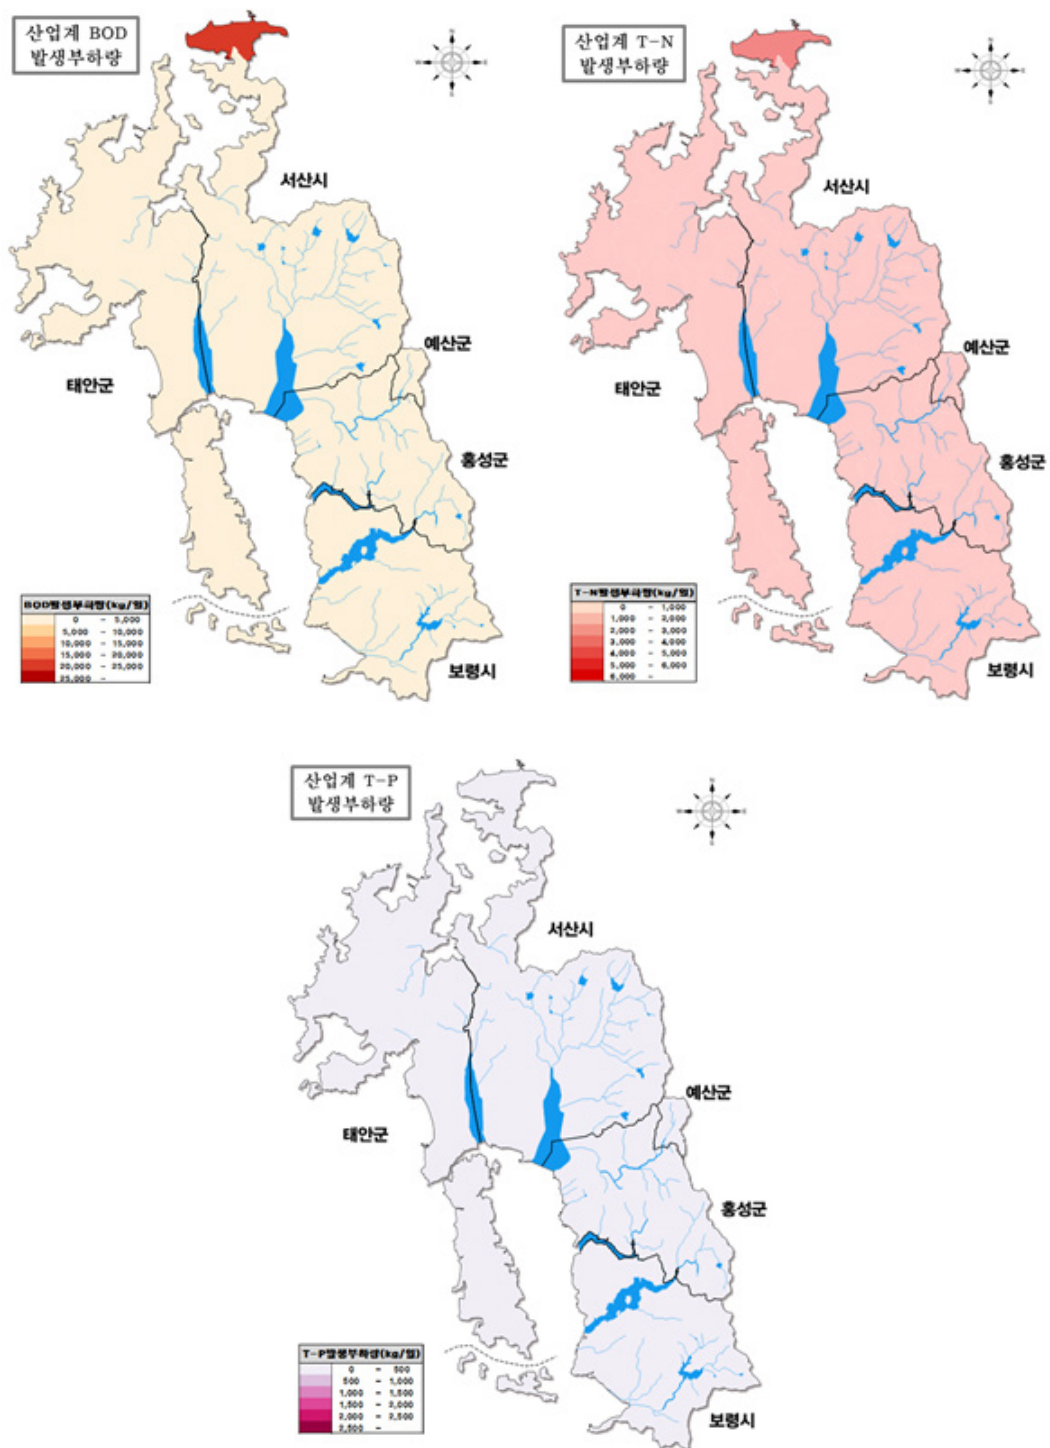 산업계 BOD
발생부하량
산업계 T-N
발생부하량
서산시
예산군
태안군
홍성군
보령시
BOD발생부하량(kg/일)
0 - 5,000
5,000 - 10,000
10,000 - 15,000
15,000 - 20,000
20,000 - 25,000
25,000 -
서산시
예산군
태안군
홍성군
보령시
T-N발생부하량(kg/일)
0 - 1,000
1,000 - 2,000
2,000 - 3,000
3,000 - 4,000
4,000 - 5,000
5,000 - 6,000
6,000 -
산업계 T-P
발생부하량
서산시
예산군
태안군
홍성군
보령시
T-P발생부하량(kg/일)
0 - 500
500 - 1,000
1,000 - 1,500
1,500 - 2,000
2,000 - 2,500
2,500 -